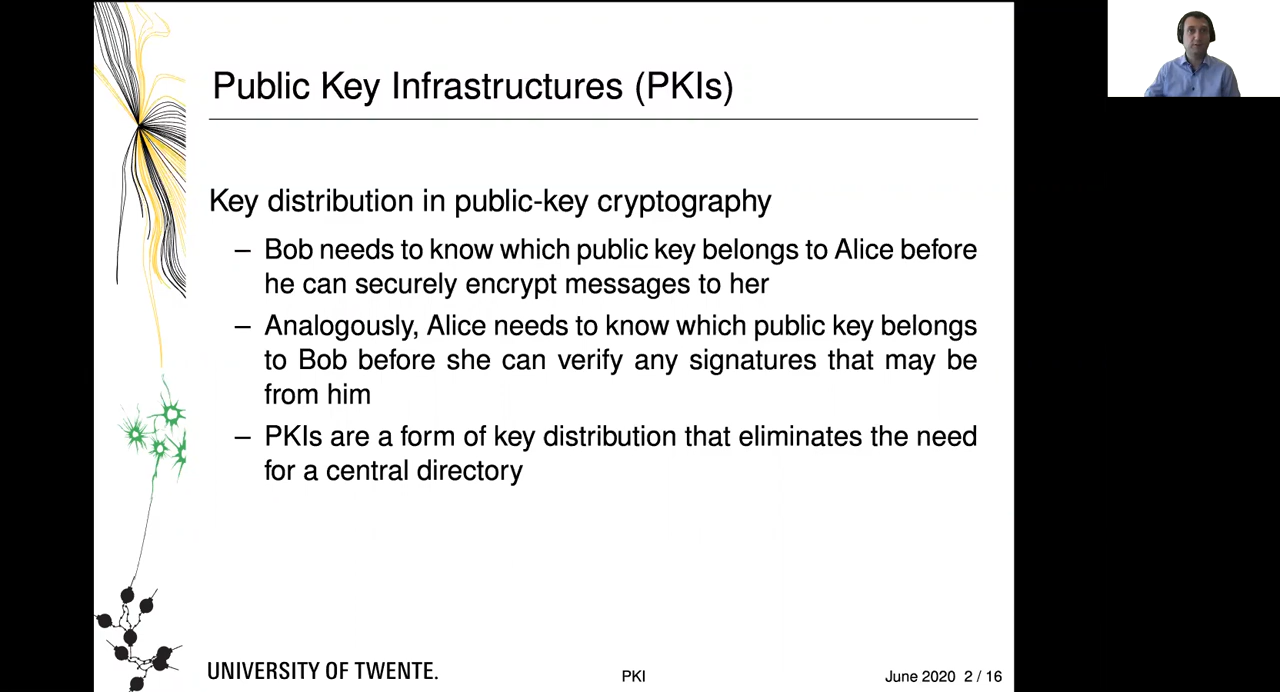 Public Key Infrastructures (PKIs)
Key distribution in public-key cryptography
– Bob needs to know which public key belongs to Alice before
he can securely encrypt messages to her
– Analogously, Alice needs to know which public key belongs
to Bob before she can verify any signatures that may be
from him
– PKIs are a form of key distribution that eliminates the need
for a central directory
UNIVERSITY OF TWENTE.
PKI
June 2020 2 / 16